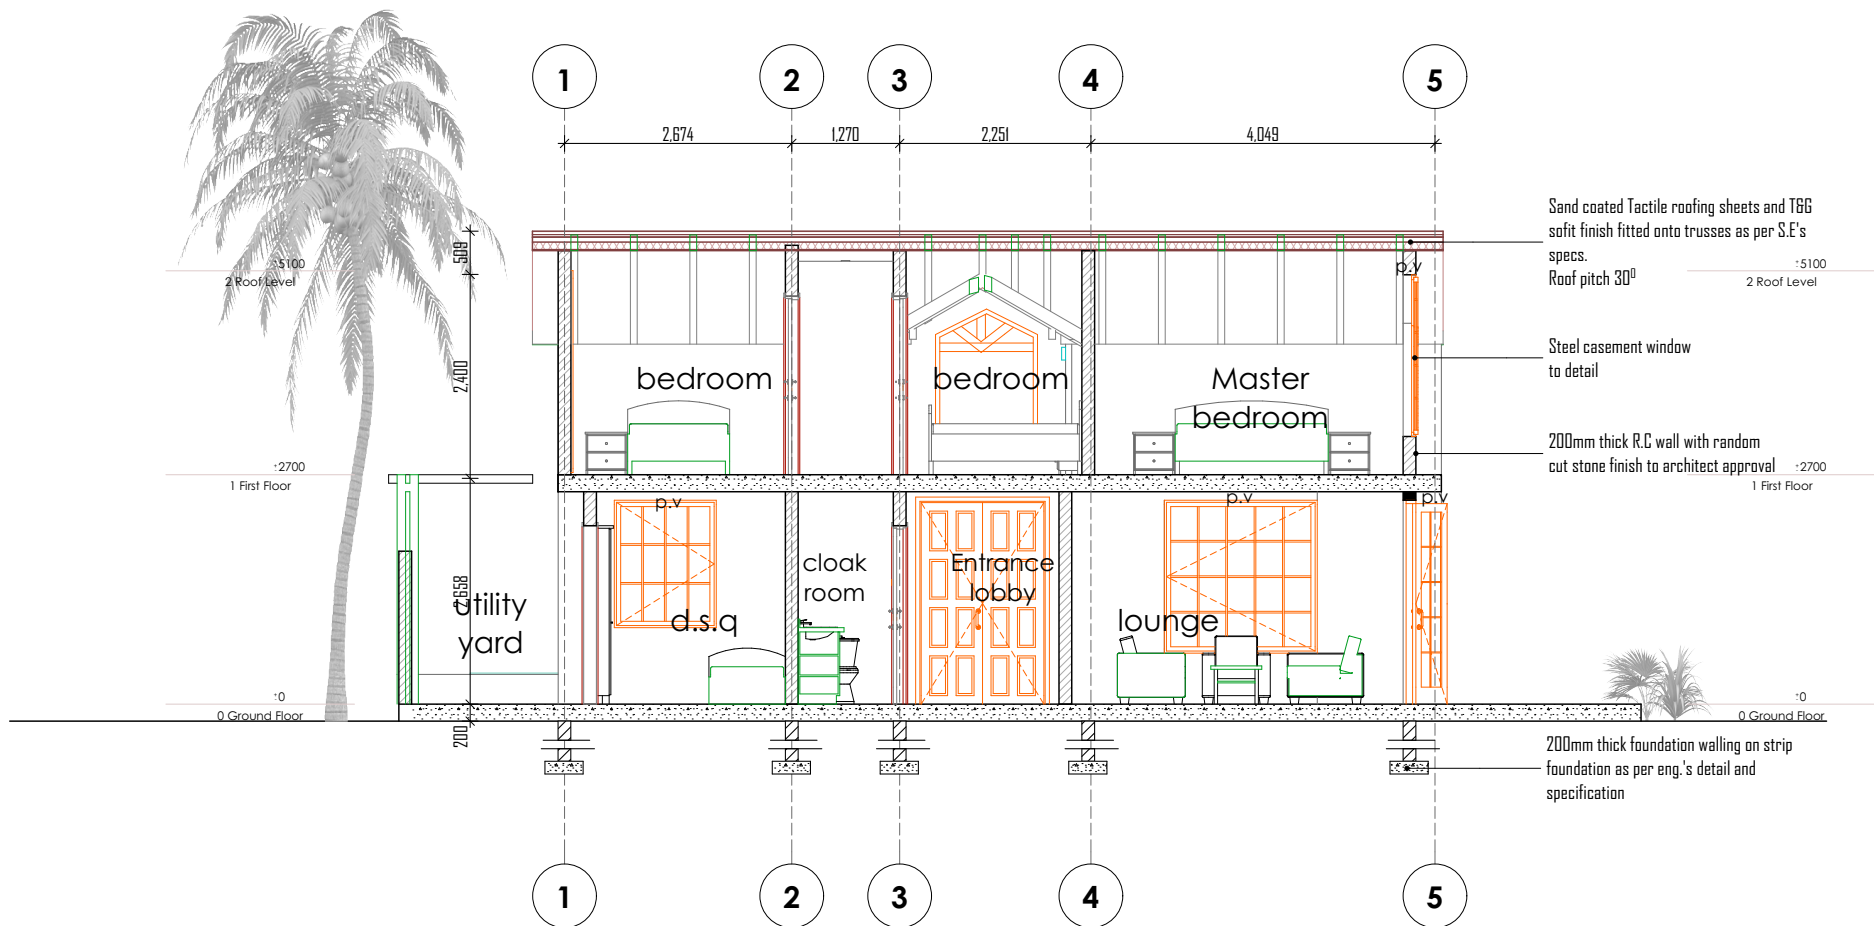 1 2 3 4 5
2,674 1,270 2,251 4,049
Sand coated Tactile roofing sheets and T&G
sofit finish fitted onto trusses as per S.E's
specs.
Roof pitch 30⁰
509
±5100
2 Roof Level
p.v
±5100
2 Roof Level
Steel casement window
to detail
2,400
bedroom
bedroom
Master
bedroom
200mm thick R.C wall with random
cut stone finish to architect approval
±2700
1 First Floor
±2700
1 First Floor
p.v
p.v
p.v
cloak
room
Entrance
lobby
2,658
utility
yard
d.s.q
lounge
±0
0 Ground Floor
±0
0 Ground Floor
200
200mm thick foundation walling on strip
foundation as per eng.'s detail and
specification
1 2 3 4 5